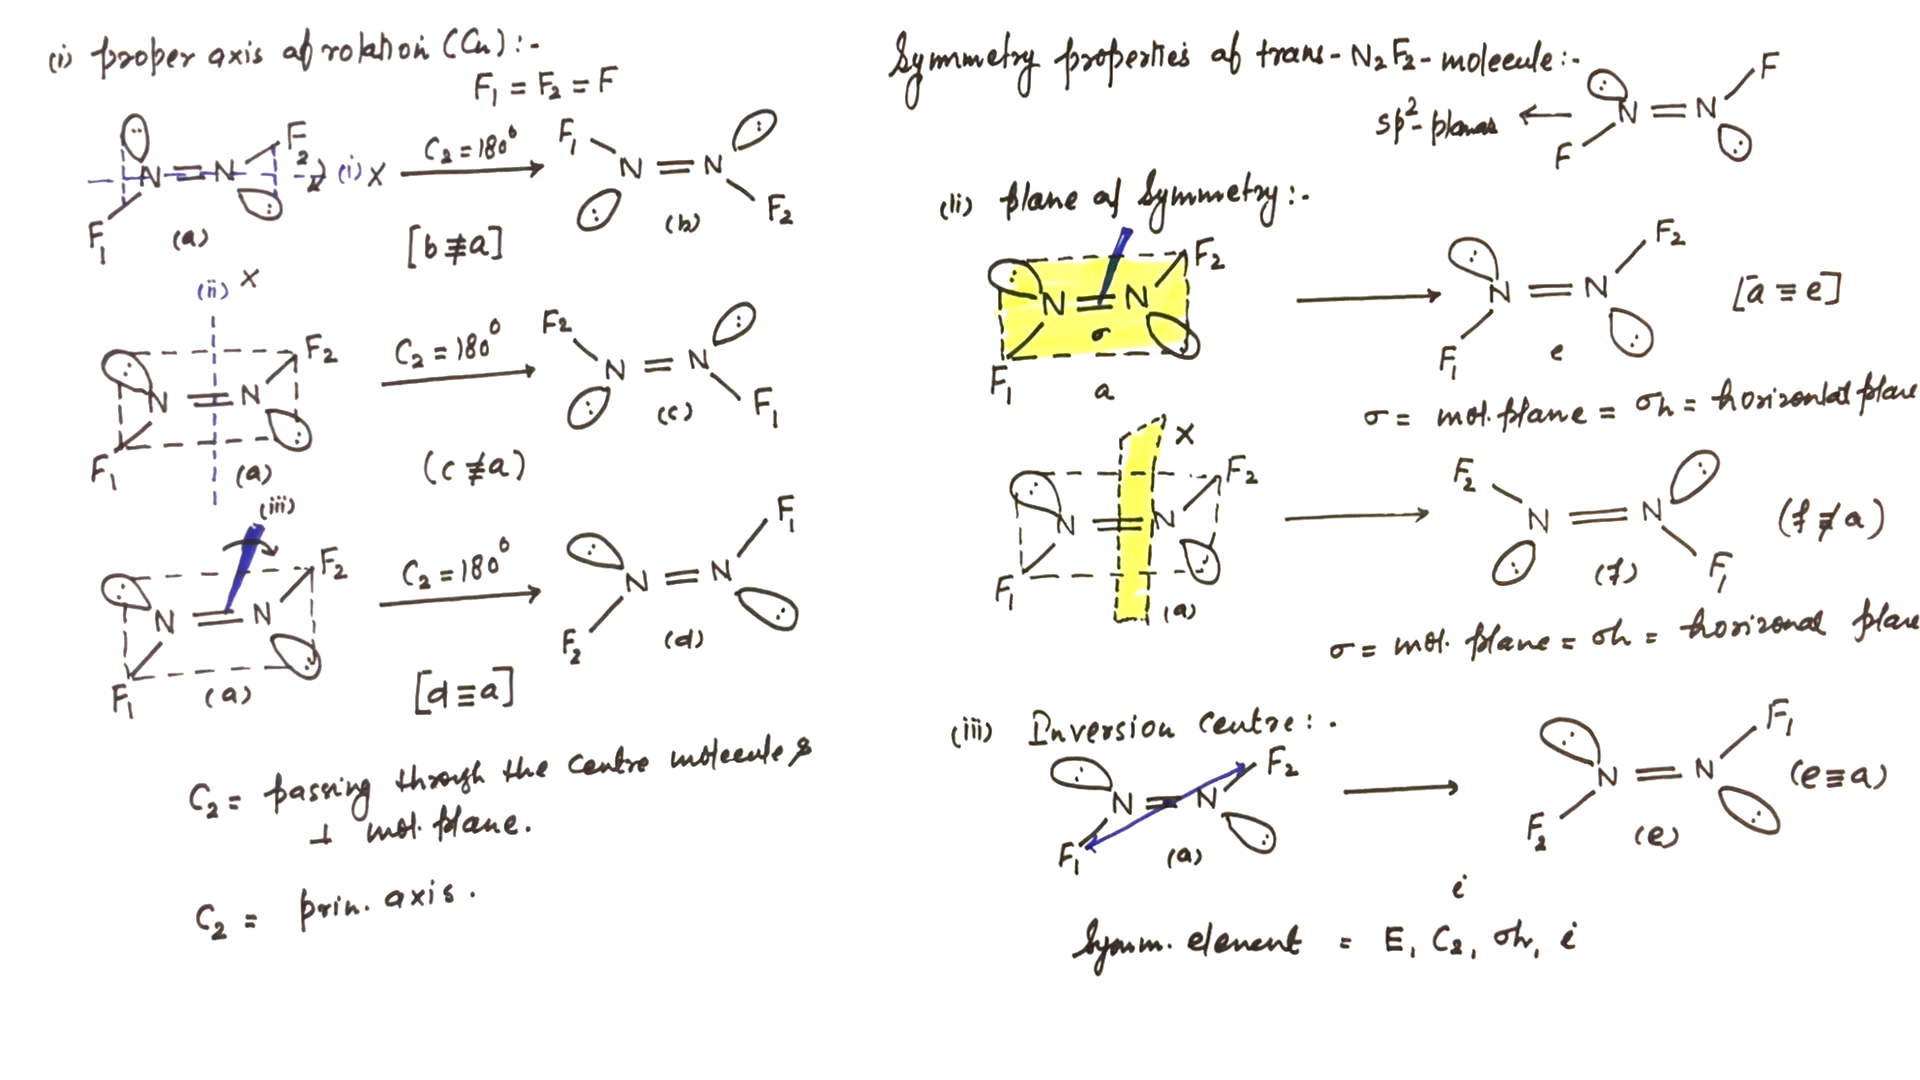 (i) proper axis of rotation (Cn) :-
F1 = F2 = F
N = N F2 (i) X C2 = 180° F1 N = N
F1 (a) [b ≢ a] (b) F2
(ii) X
F2 C2 = 180° F2 N = N
N = N (c) F1
F1 (a) (c ≢ a)
(iii)
F2 C2 = 180° F1
N = N N = N
F1 (a) F2 (d)
[d ≡ a]
C2 = passing through the centre molecule &
⊥ mol. plane.
C2 = prin. axis.
Symmetry properties of trans - N2F2 - molecule :-
sp2 - planar ← N = N F
F
(ii) plane of Symmetry :-
F2 F2
N = N N = N [a ≡ e]
σ
F1 a F1 e
σ = mol. plane = σh = horizontal plane
X
F2 F2
N = N N = N (f ≢ a)
F1 (a) (f) F1
σ = mol. plane = σh = horizonal plane
(iii) Inversion centre :.
F2 F1
N = N N = N (e ≡ a)
F1 (a) F2 (e)
i
Symm. element = E, C2, σh, i